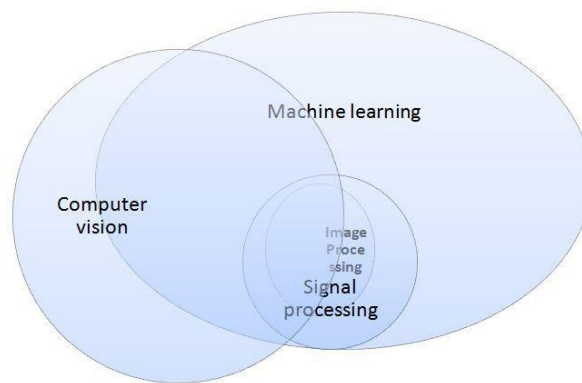 Machine learning
Computer
vision
Image
Proce
ssing
Signal
processing